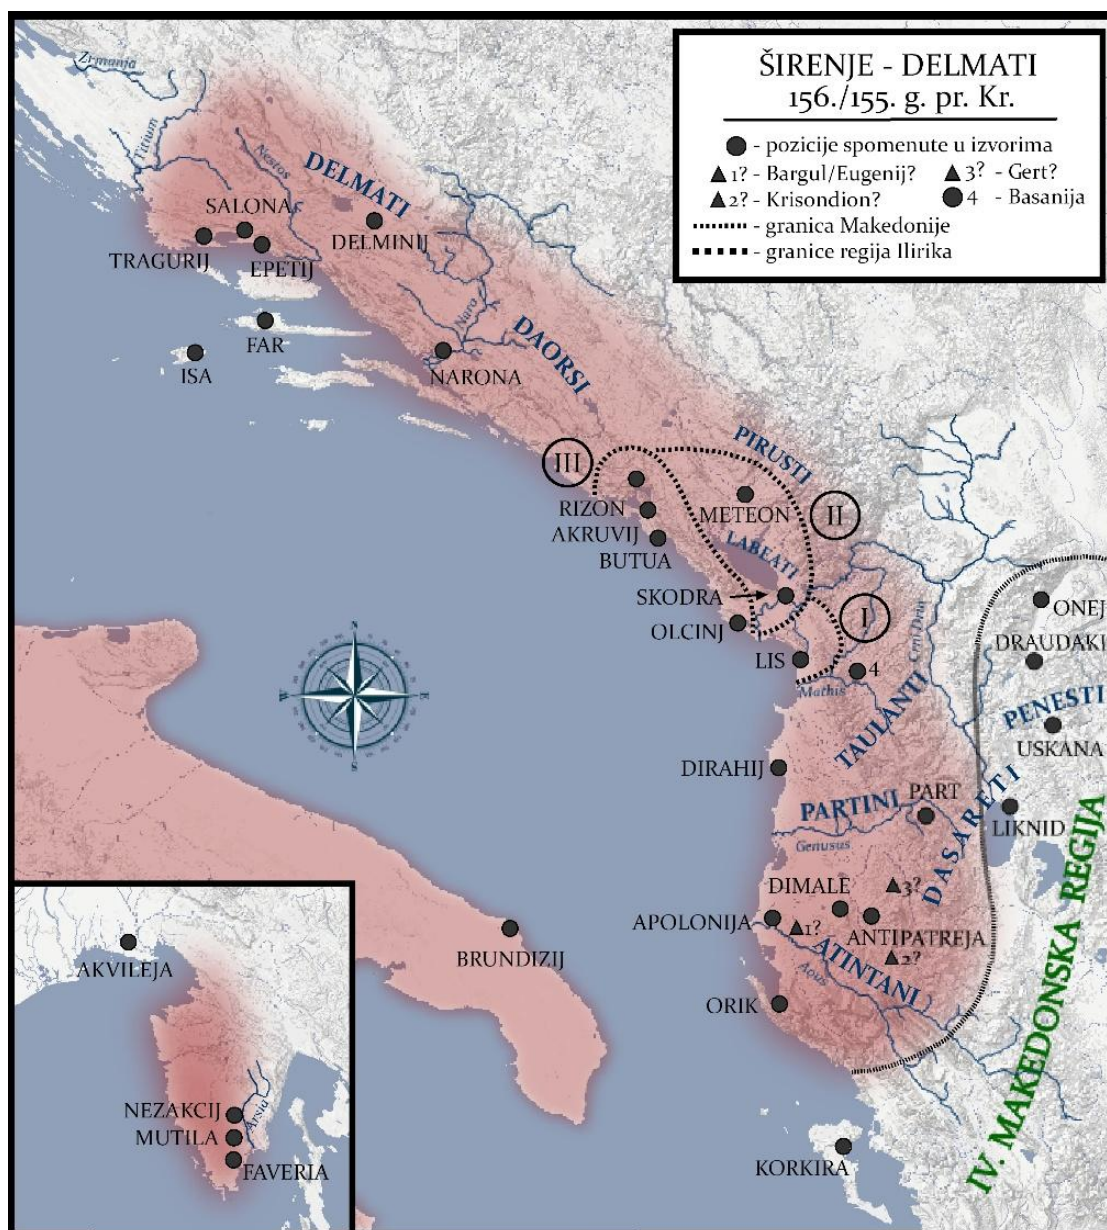 ŠIRENJE - DELMATI
156./155. g. pr. Kr.
- pozicije spomenute u izvorima
1? - Bargul/Eugenij?
3? - Gert?
2? - Krisondion?
4 - Basanija
- granica Makedonije
- granice regija Ilirika
Zrmanja
Titium
Nestos
DELMATI
SALONA
DELMINIJ
TRAGURIJ
EPETIJ
FAR
ISA
Naro
NARONA
DAORSI
PIRUSTI
III
RIZON
METEON
II
AKRUVIJ
LABEATI
BUTUA
SKODRA
I
OLCINJ
LIS
4
Mathis
Crni Drim
ONEJ
DRAUDAKI
PENESTI
USKANA
TAULANTI
DIRAHIJ
PART
PARTINI
Genusus
DASARETI
LIKNID
DIMALE
3?
APOLONIJA
1?
ANTIPATREJA
2?
ATINTANI
Aous
ORIK
BRUNDIZIJ
KORKIRA
IV. MAKEDONSKA REGIJA
AKVILEJA
NEZAKCIJ
Arsia
MUTILA
FAVERIA
N
E
S
W